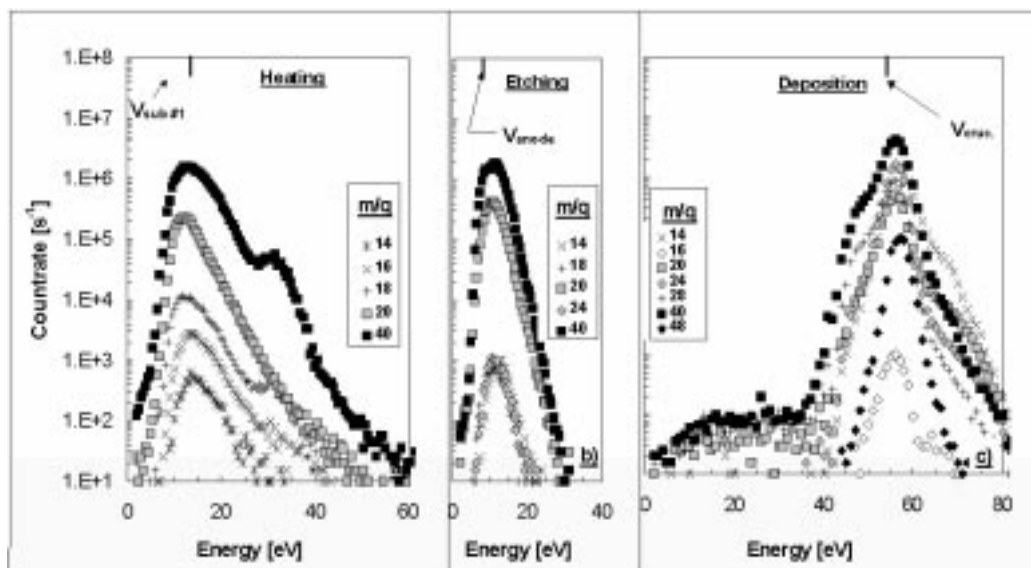 1.E+8
1.E+7
1.E+6
1.E+5
1.E+4
1.E+3
1.E+2
1.E+1
Countrate [s⁻¹]
Heating
m/q
14
16
18
20
40
0
20
40
60
Energy [eV]
Etching
Vanode
m/q
14
18
20
24
40
b)
0
20
40
Energy [eV]
Deposition
m/q
14
16
20
24
28
40
48
c)
0
20
40
60
80
Energy [eV]